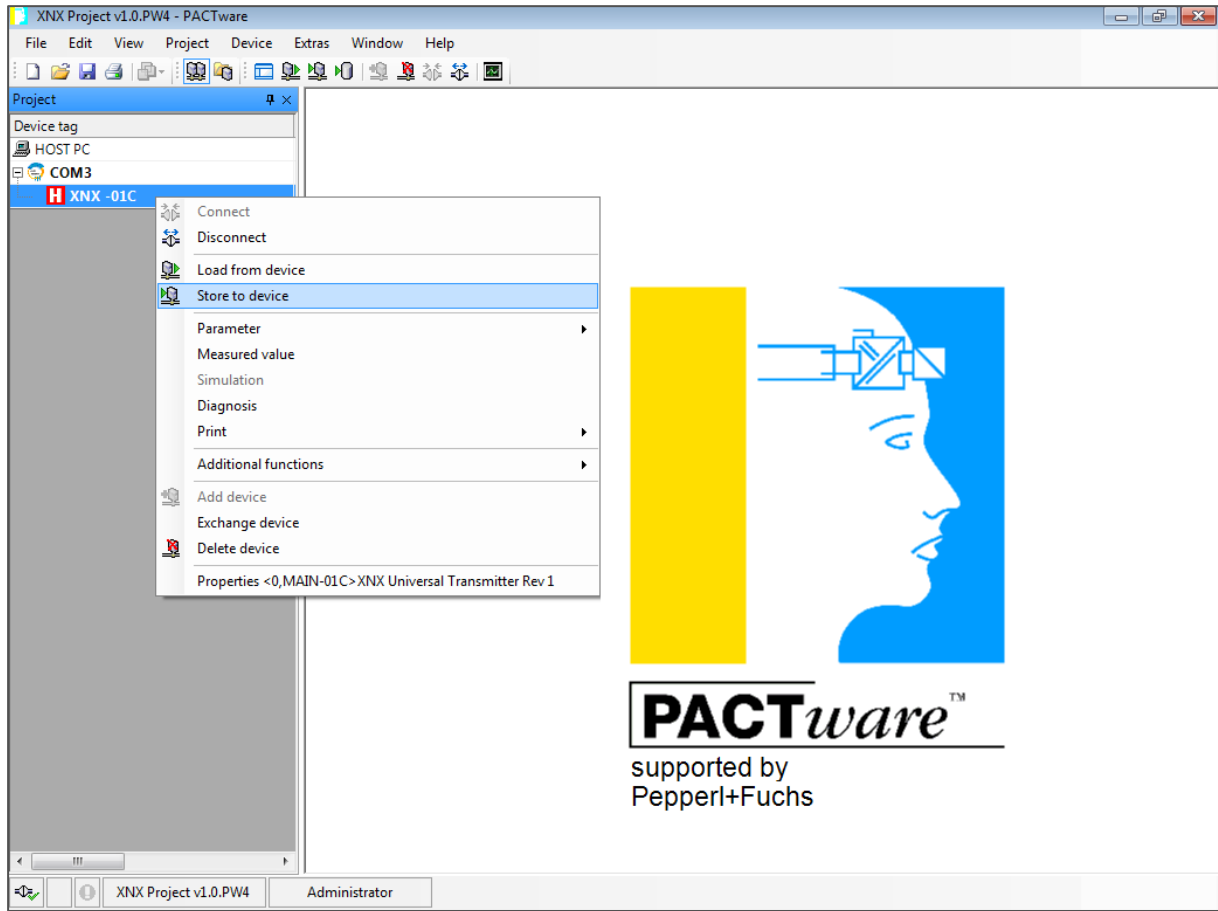 XNX Project v1.0.PW4 - PACTware
File Edit View Project Device Extras Window Help
Project
Device tag
HOST PC
COM3
H XNX -01C
Connect
Disconnect
Load from device
Store to device
Parameter
Measured value
Simulation
Diagnosis
Print
Additional functions
Add device
Exchange device
Delete device
Properties <0,MAIN-01C>XNX Universal Transmitter Rev 1
PACTware™
supported by
Pepperl+Fuchs
XNX Project v1.0.PW4 Administrator